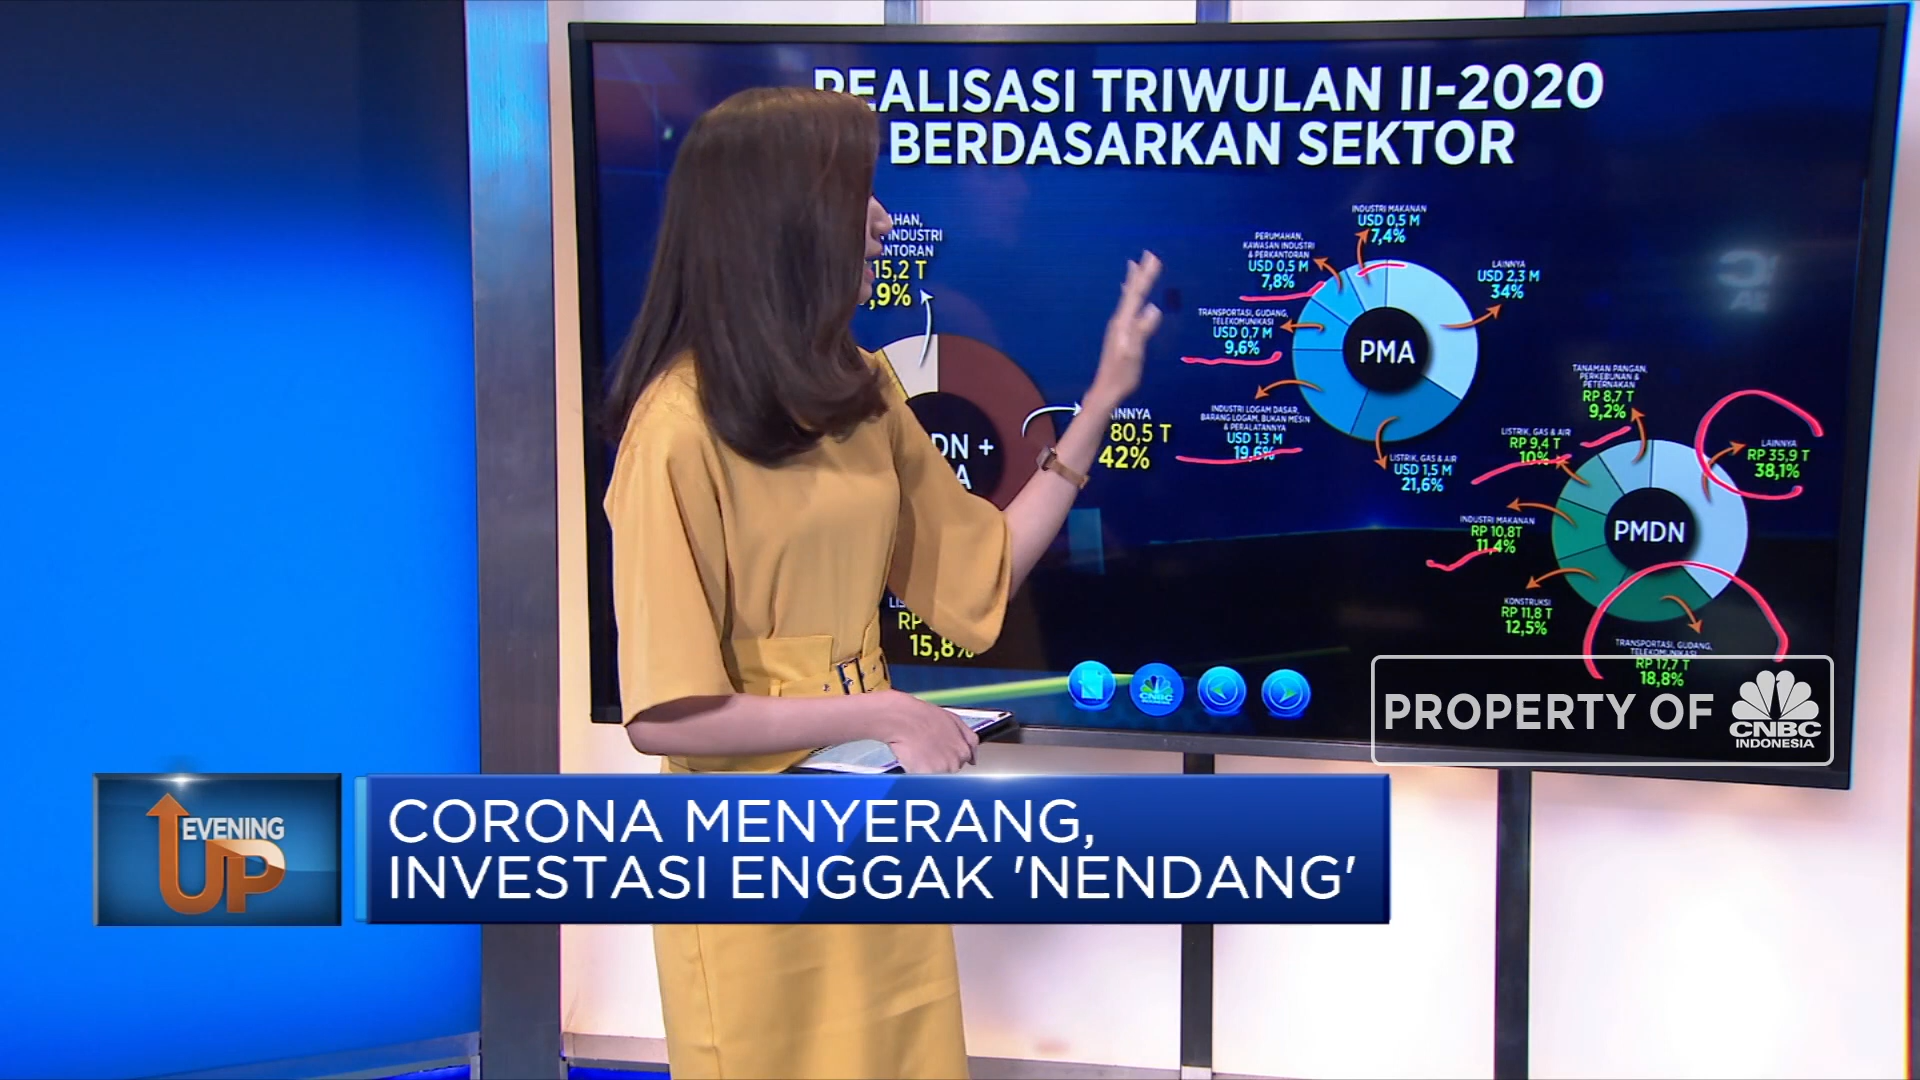 REALISASI TRIWULAN II-2020
BERDASARKAN SEKTOR
INDUSTRI
15,2 T
,9%
80,5 T
42%
15,8%
INDUSTRI MAKANAN
USD 0,5 M
7,4%
PERUMAHAN,
KAWASAN INDUSTRI
& PERKANTORAN
USD 0,5 M
7,8%
LAINNYA
USD 2,3 M
34%
TRANSPORTASI, GUDANG,
TELEKOMUNIKASI
USD 0,7 M
9,6%
PMA
INDUSTRI LOGAM DASAR,
BARANG LOGAM, BUKAN MESIN
& PERALATANNYA
USD 1,3 M
19,6%
LISTRIK, GAS & AIR
USD 1,5 M
21,6%
TANAMAN PANGAN,
PERKEBUNAN &
PETERNAKAN
RP 8,7 T
9,2%
LISTRIK, GAS & AIR
RP 9,4 T
10%
LAINNYA
RP 35,9 T
38,1%
INDUSTRI MAKANAN
RP 10,8T
11,4%
PMDN
KONSTRUKSI
RP 11,8 T
12,5%
TRANSPORTASI, GUDANG,
TELEKOMUNIKASI
RP 17,7 T
18,8%
PROPERTY OF CNBC
INDONESIA
EVENING
UP
CORONA MENYERANG,
INVESTASI ENGGAK 'NENDANG'